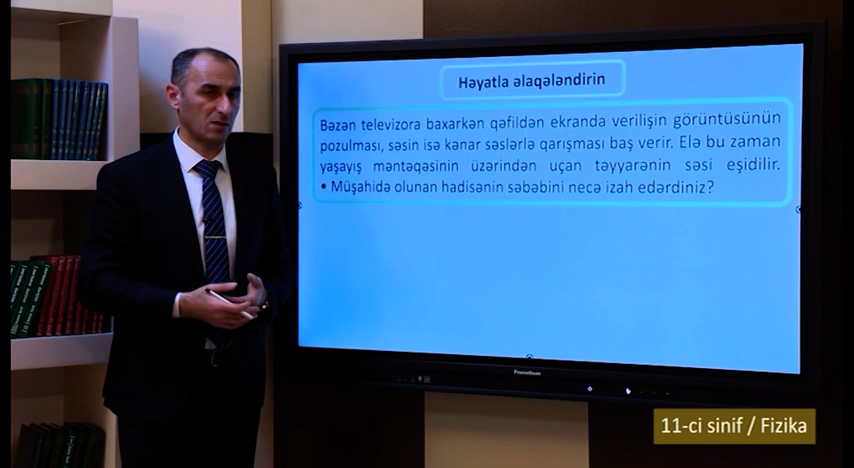 Həyatla əlaqələndirin
Bəzən televizora baxarkən qəfildən ekranda verilişin görüntüsünün
pozulması, səsin isə kənar səslərlə qarışması baş verir. Elə bu zaman
yaşayış məntəqəsinin üzərindən uçan təyyarənin səsi eşidilir.
• Müşahidə olunan hadisənin səbəbini necə izah edərdiniz?
Promethean
11-ci sinif / Fizika